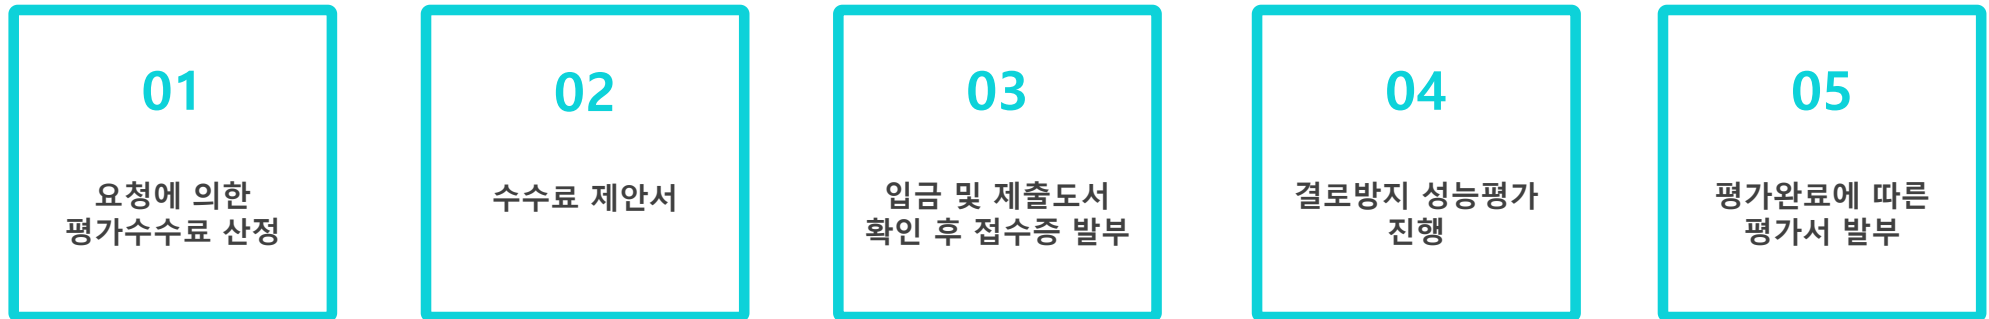 01
요청에 의한
평가수수료 산정
02
수수료 제안서
03
입금 및 제출도서
확인 후 접수증 발부
04
결로방지 성능평가
진행
05
평가완료에 따른
평가서 발부